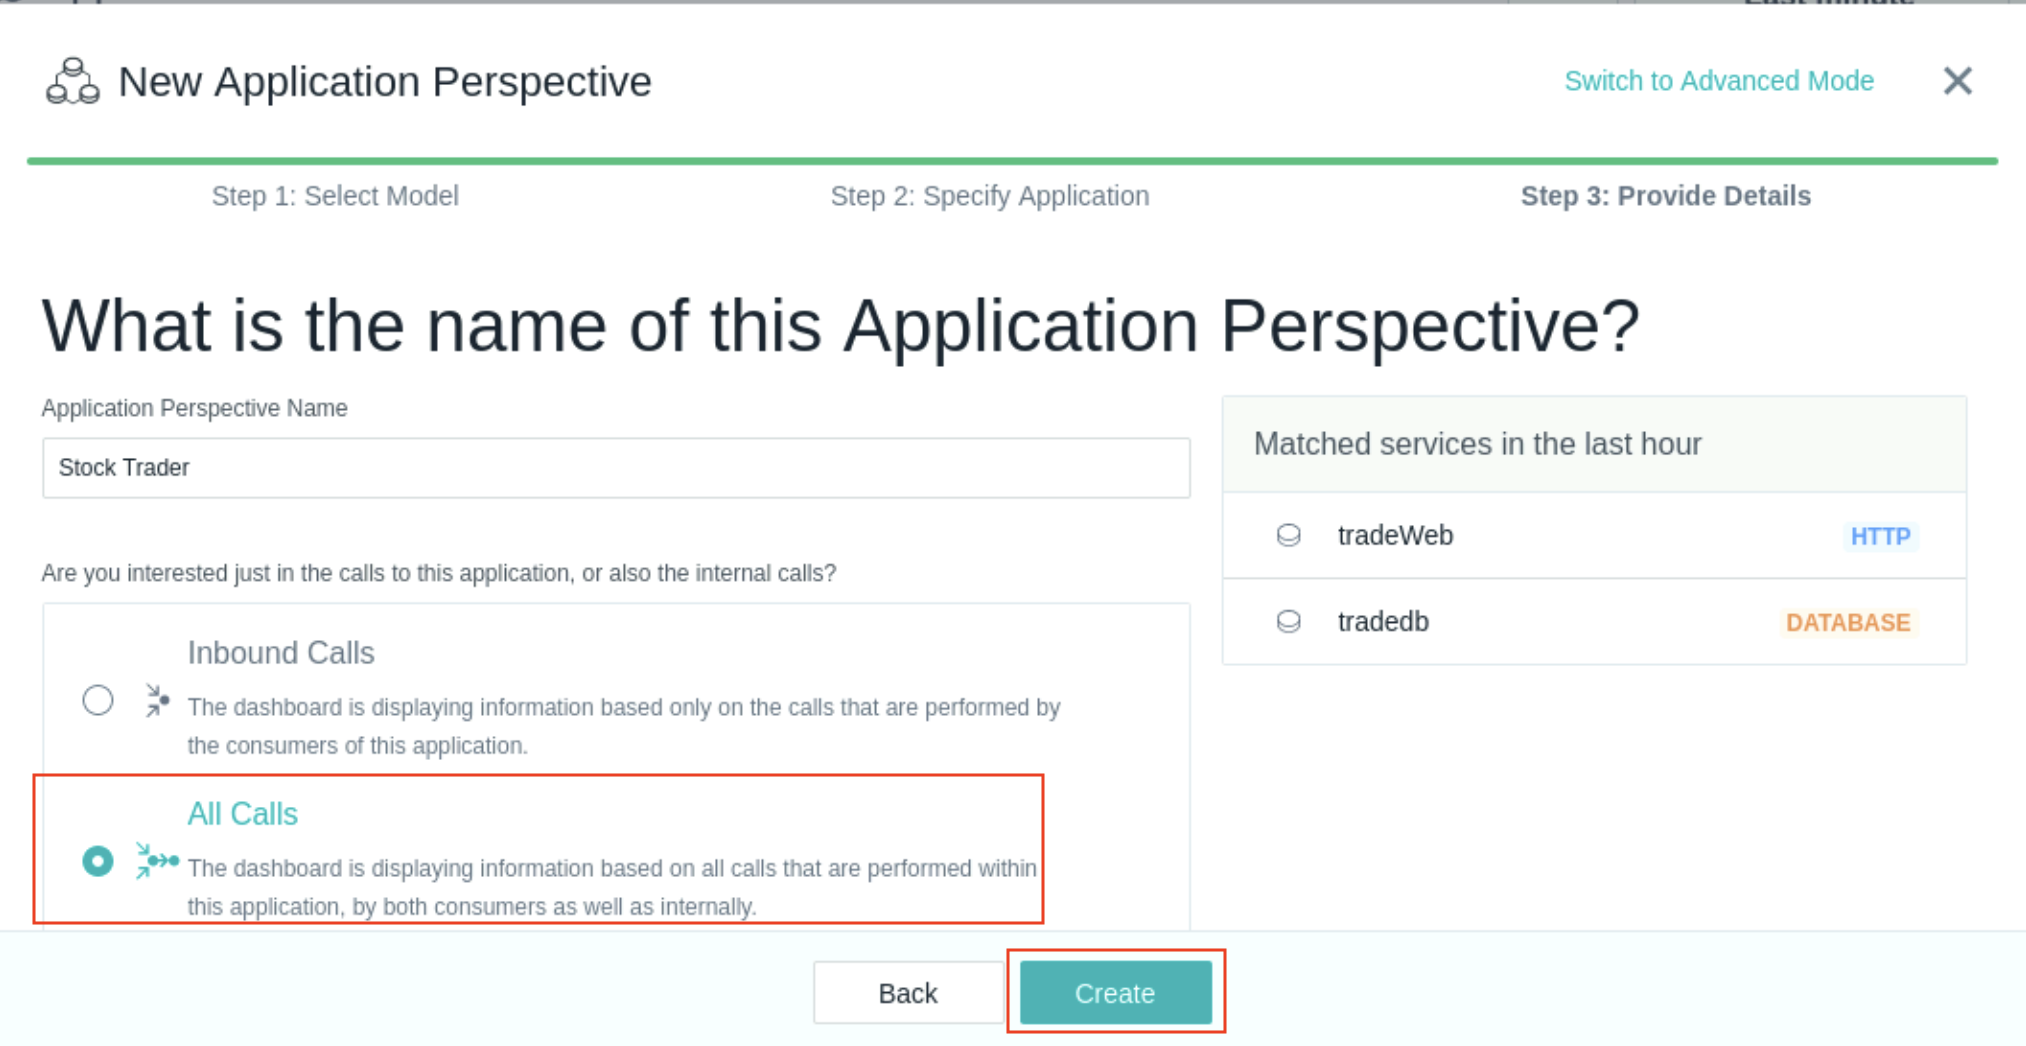 New Application Perspective
Switch to Advanced Mode
Step 1: Select Model
Step 2: Specify Application
Step 3: Provide Details
What is the name of this Application Perspective?
Application Perspective Name
Stock Trader
Matched services in the last hour
tradeWeb
HTTP
tradedb
DATABASE
Are you interested just in the calls to this application, or also the internal calls?
Inbound Calls
The dashboard is displaying information based only on the calls that are performed by
the consumers of this application.
All Calls
The dashboard is displaying information based on all calls that are performed within
this application, by both consumers as well as internally.
Back
Create